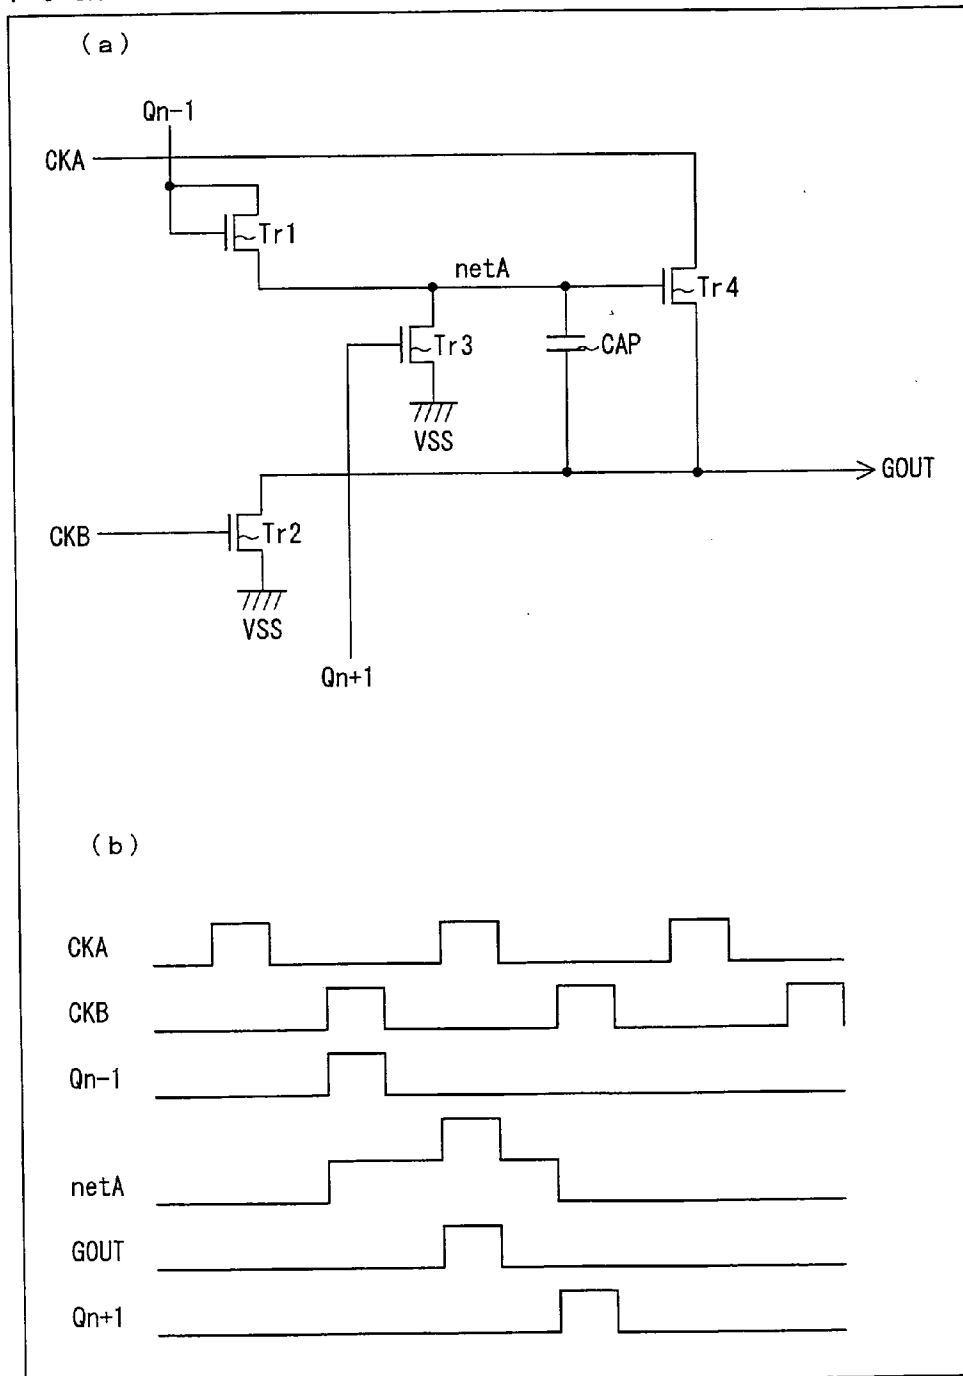 (a)
Qn-1
CKA
Tr1
netA
Tr4
Tr3
CAP
VSS
GOUT
CKB
Tr2
VSS
Qn+1
(b)
CKA
CKB
Qn-1
netA
GOUT
Qn+1